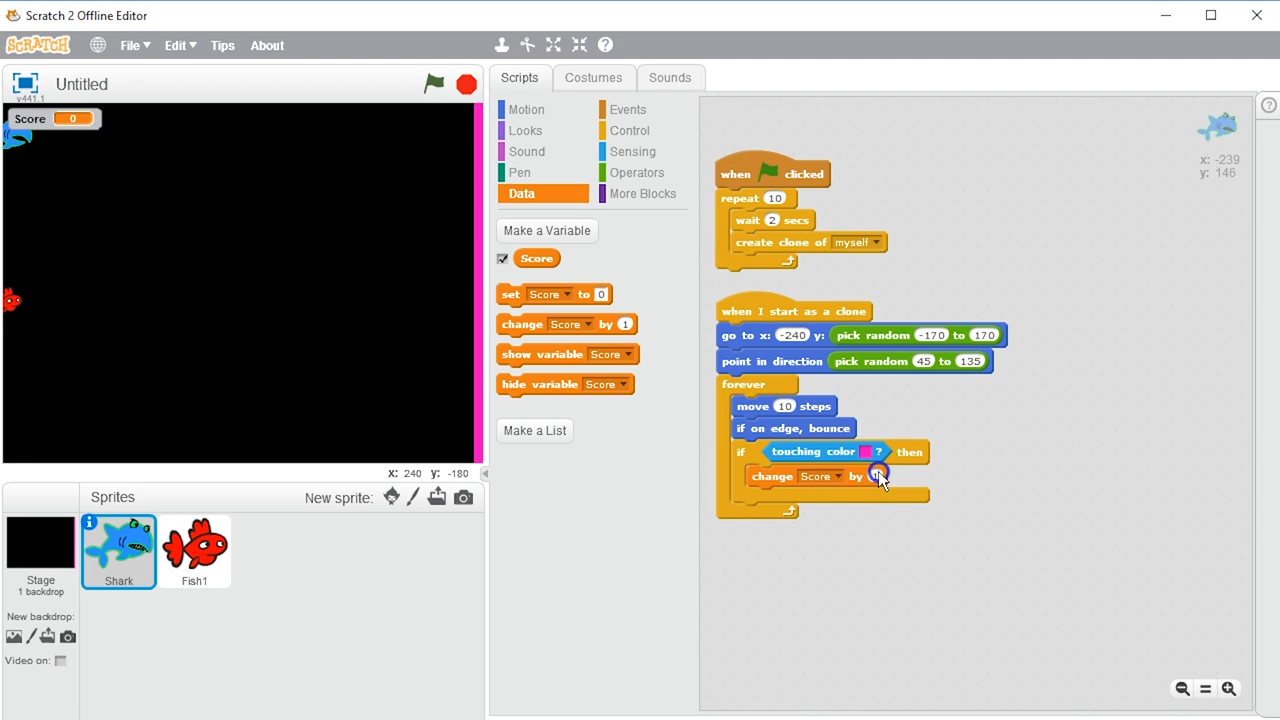 Scratch 2 Offline Editor
SCRATCH File Edit Tips About
v441.1
Untitled
Score 0
x: 240 y: -180
Sprites
New sprite:
Stage
1 backdrop
New backdrop:
Video on:
Shark
Fish1
Scripts Costumes Sounds
Motion Events
Looks Control
Sound Sensing
Pen Operators
Data More Blocks
Make a Variable
Score
set Score to 0
change Score by 1
show variable Score
hide variable Score
Make a List
when clicked
repeat 10
wait 2 secs
create clone of myself
when I start as a clone
go to x: -240 y: pick random -170 to 170
point in direction pick random 45 to 135
forever
move 10 steps
if on edge, bounce
if touching color ? then
change Score by
x: -239
y: 146